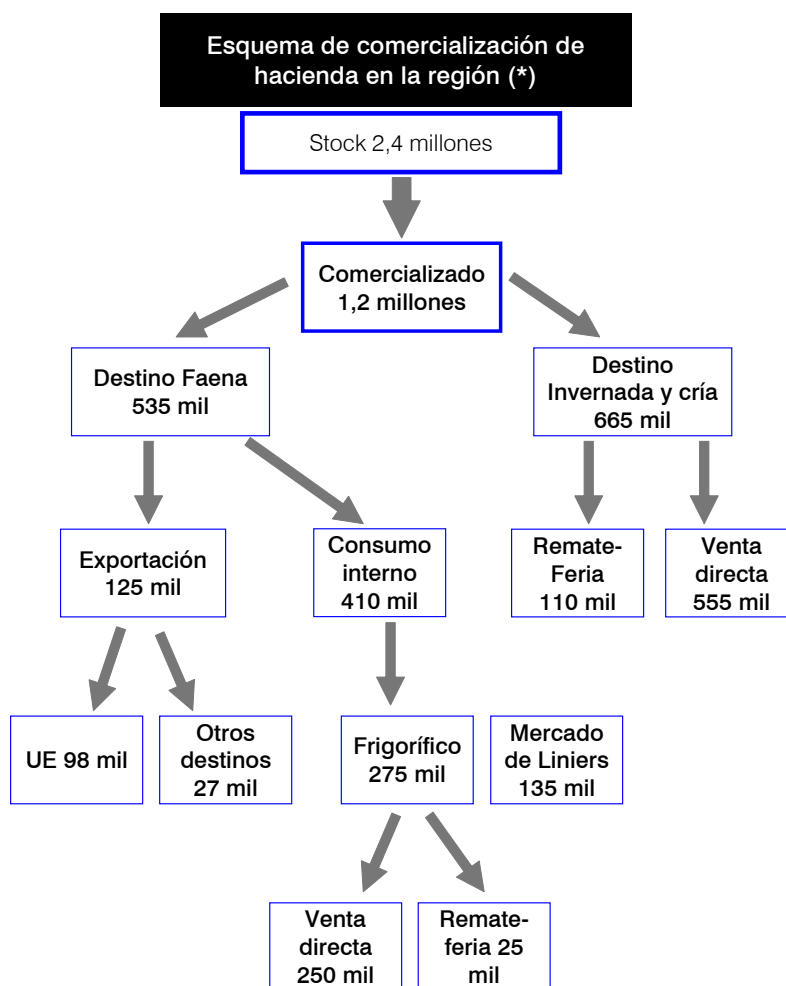 Esquema de comercialización de
hacienda en la región (*)
Stock 2,4 millones
Comercializado
1,2 millones
Destino Faena
535 mil
Destino
Invernada y cría
665 mil
Exportación
125 mil
Consumo
interno
410 mil
Remate-
Feria
110 mil
Venta
directa
555 mil
UE 98 mil
Otros
destinos
27 mil
Frigorífico
275 mil
Mercado
de Liniers
135 mil
Venta
directa
250 mil
Remate-
feria 25
mil